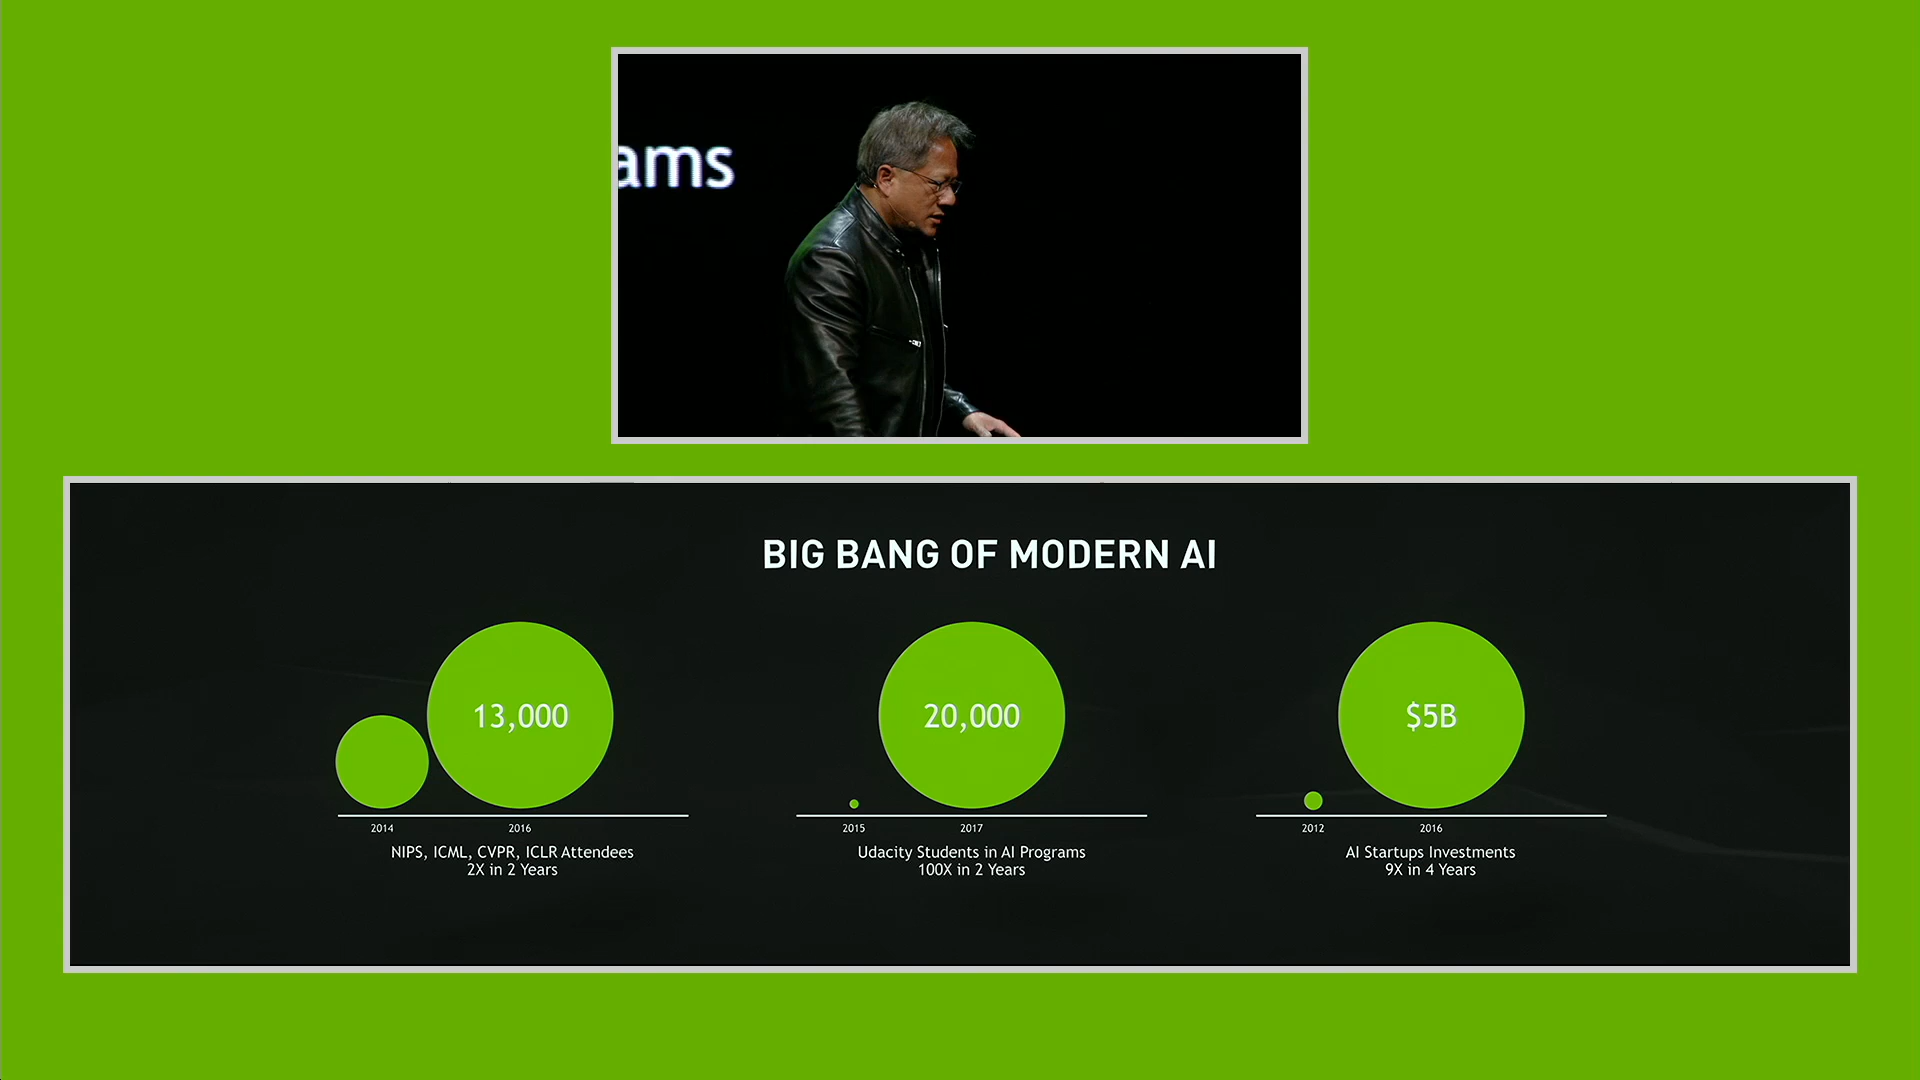 ams
BIG BANG OF MODERN AI
13,000
20,000
$5B
2014
2016
2015
2017
2012
2016
NIPS, ICML, CVPR, ICLR Attendees
2X in 2 Years
Udacity Students in AI Programs
100X in 2 Years
AI Startups Investments
9X in 4 Years